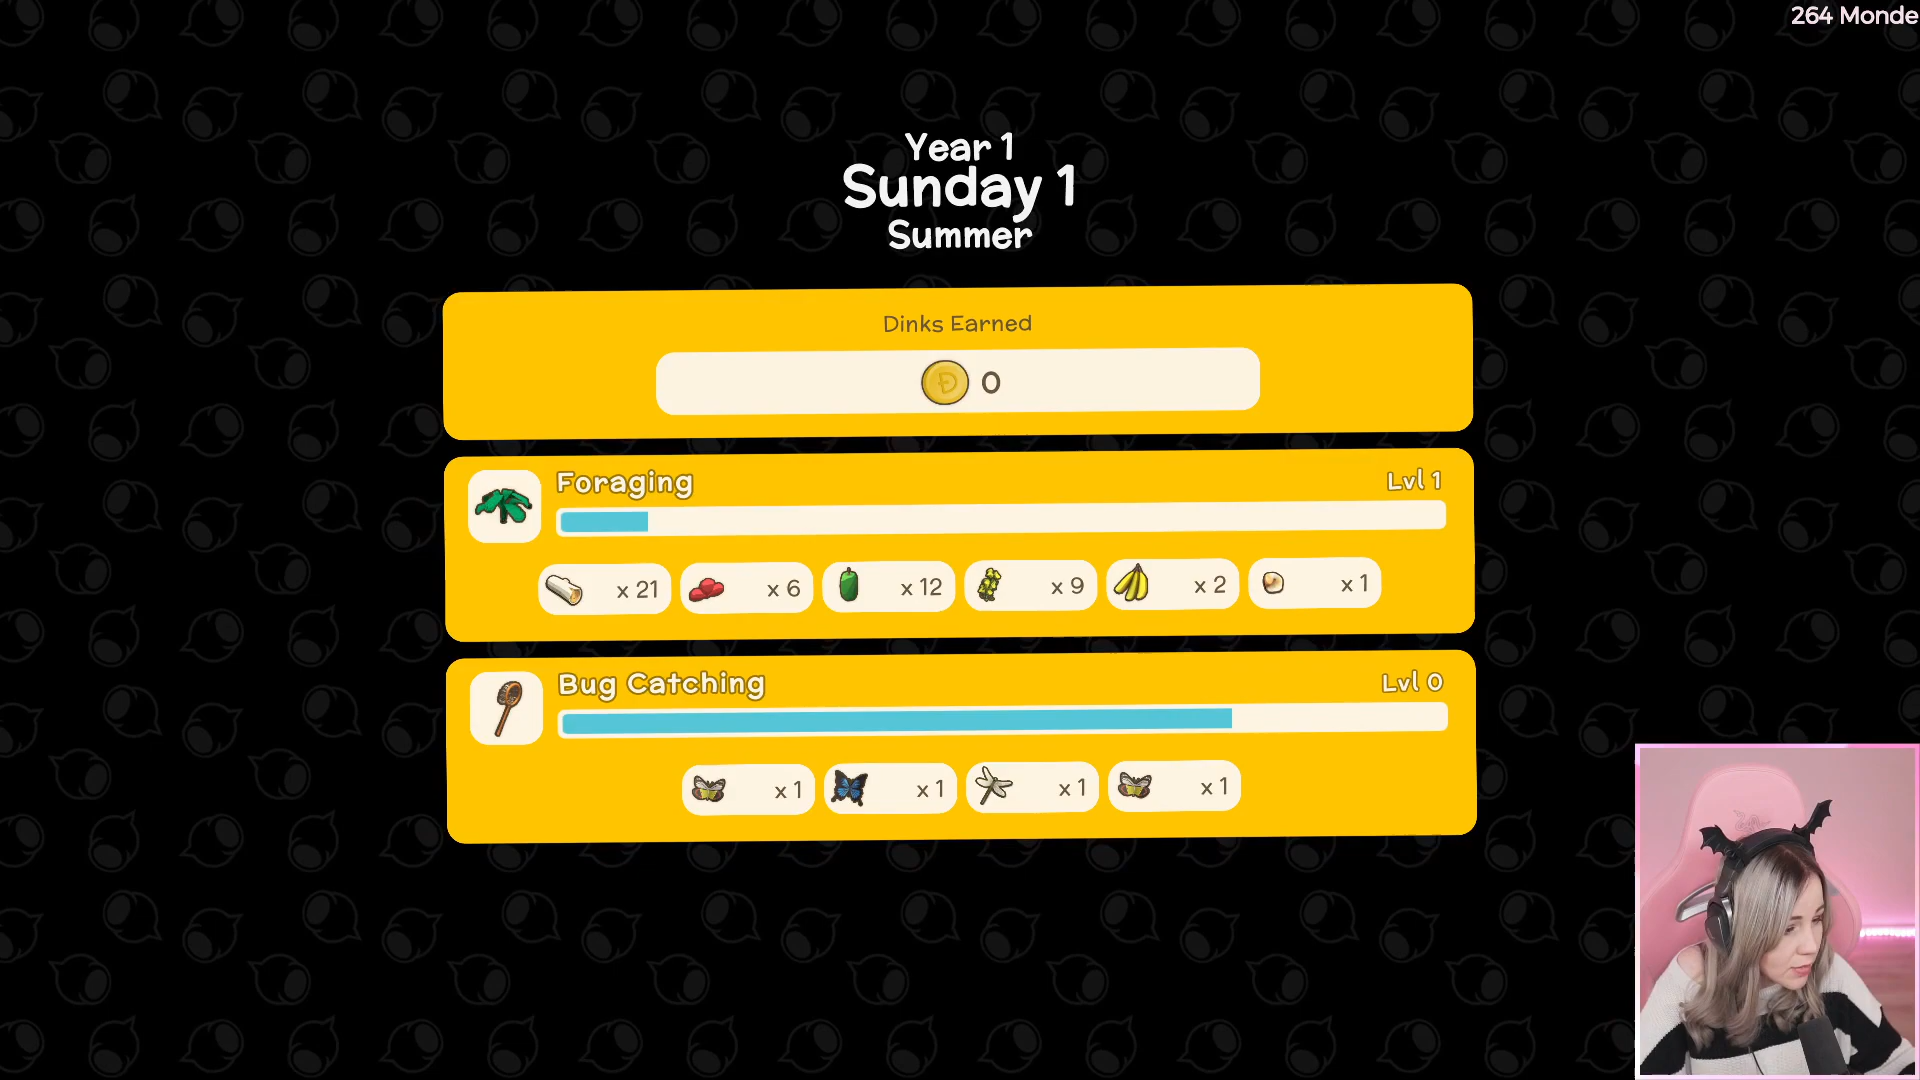 264 Monde
Year 1
Sunday 1
Summer
Dinks Earned
0
Foraging
Lvl 1
x 21
x 6
x 12
x 9
x 2
x 1
Bug Catching
Lvl 0
x 1
x 1
x 1
x 1